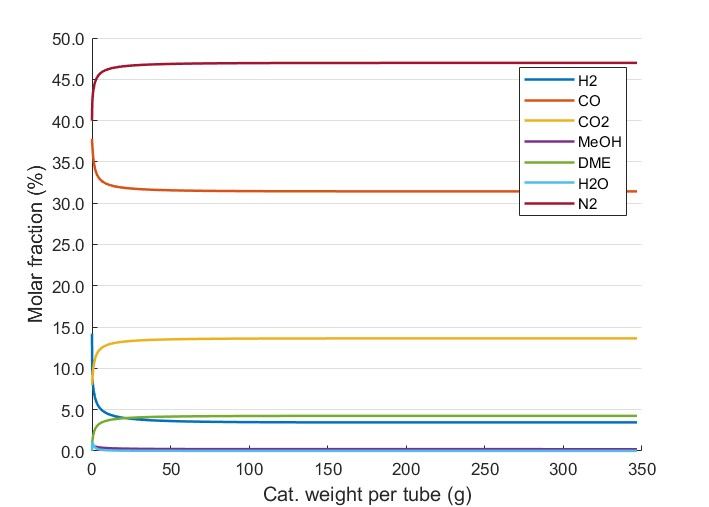 50.0
45.0
40.0
35.0
30.0
25.0
20.0
15.0
10.0
5.0
0.0
Molar fraction (%)
H2
CO
CO2
MeOH
DME
H2O
N2
0 50 100 150 200 250 300 350
Cat. weight per tube (g)